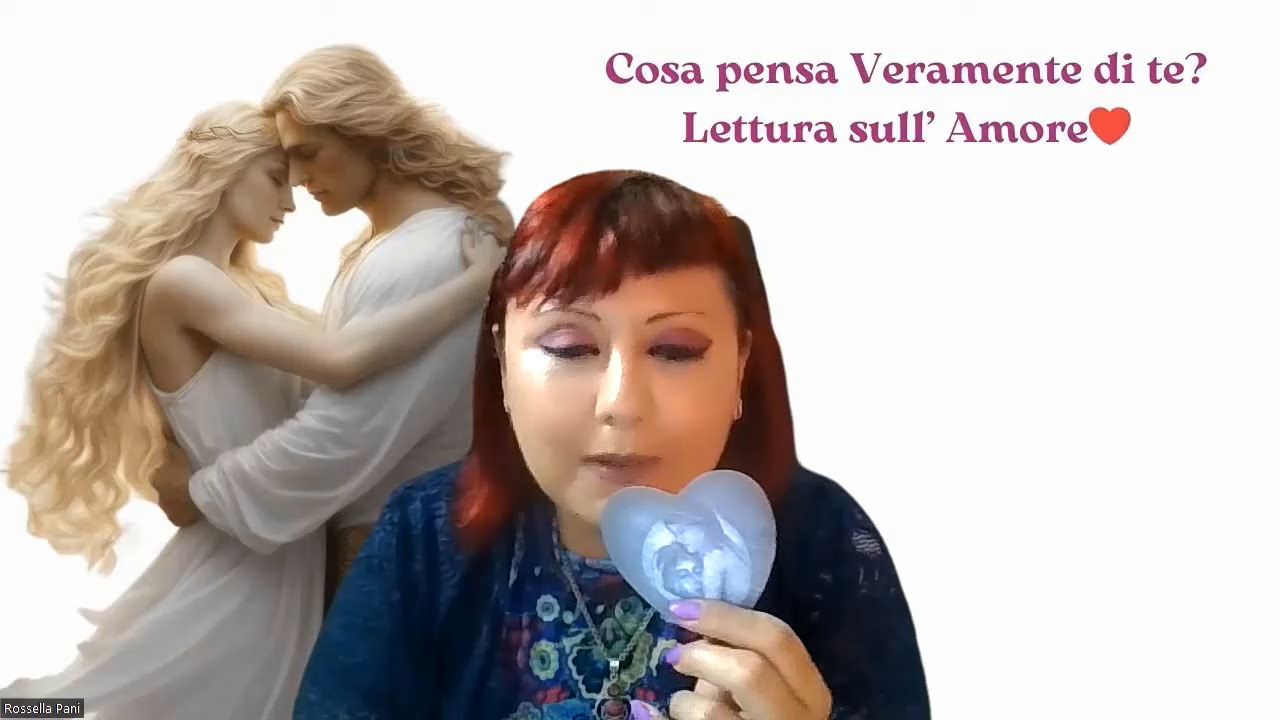 Cosa pensa Veramente di te?
Lettura sull’ Amore❤️
Rossella Pani